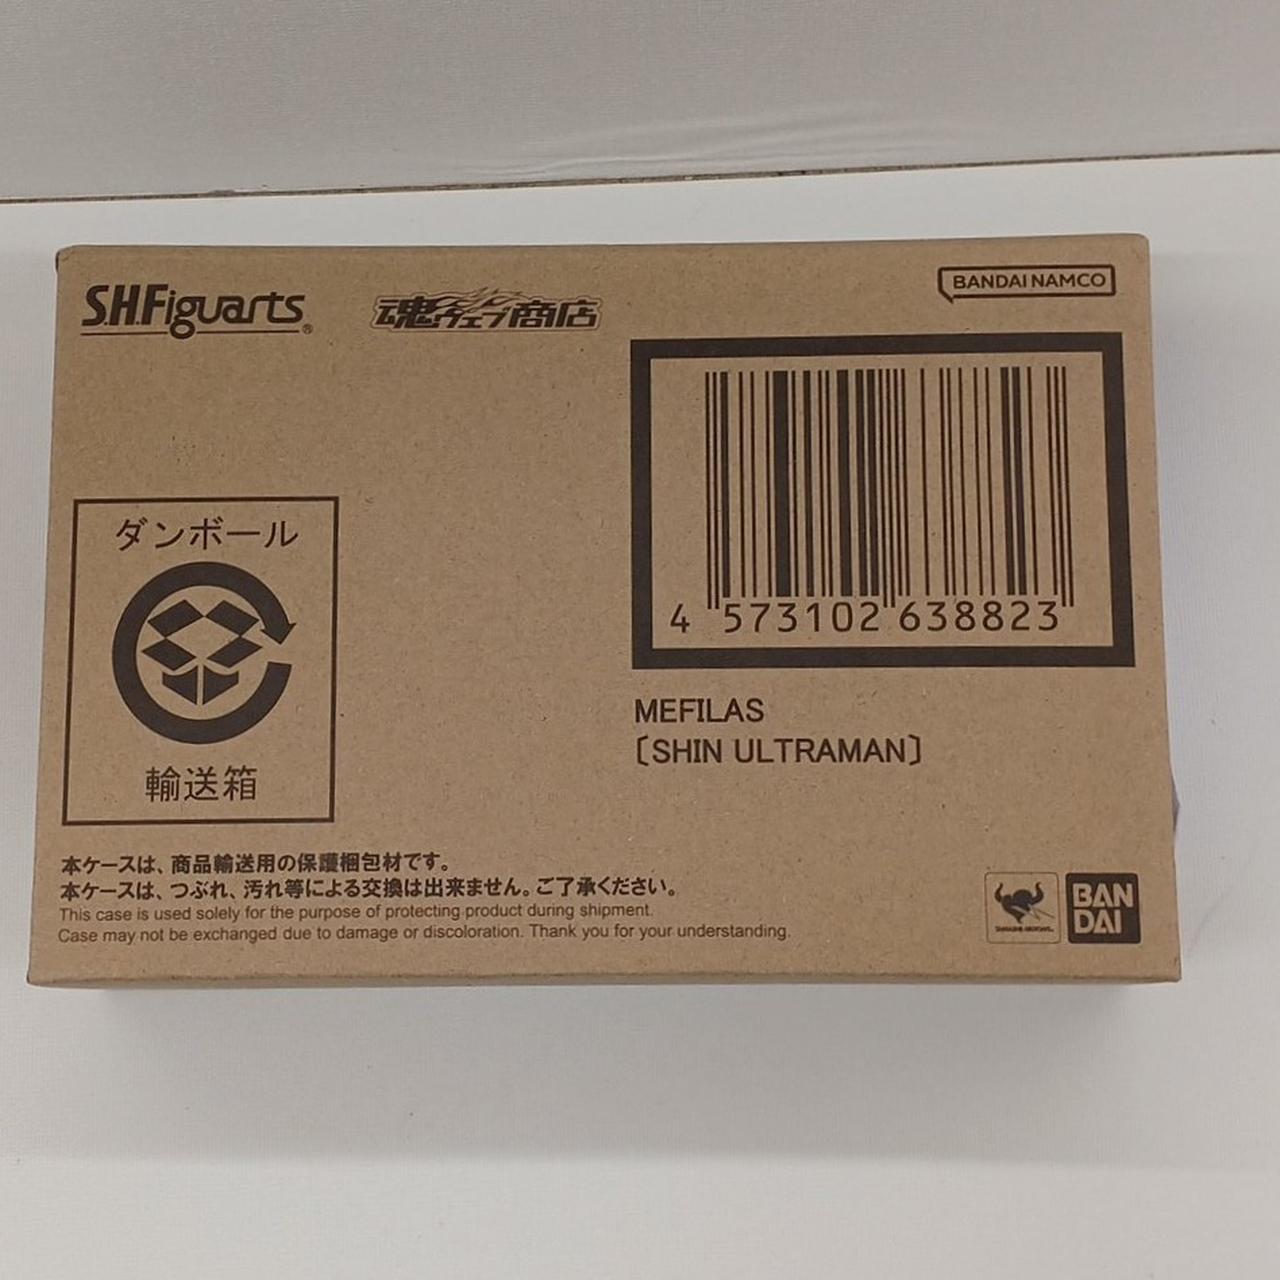 S.H.Figuarts®
魂ウェブ商店
BANDAI NAMCO
4 573102 638823
MEFILAS
〔SHIN ULTRAMAN〕
ダンボール
輸送箱
本ケースは、商品輸送用の保護梱包材です。
本ケースは、つぶれ、汚れ等による交換は出来ません。ご了承ください。
This case is used solely for the purpose of protecting product during shipment.
Case may not be exchanged due to damage or discoloration. Thank you for your understanding.
TAMASHII NATIONS
BAN
DAI